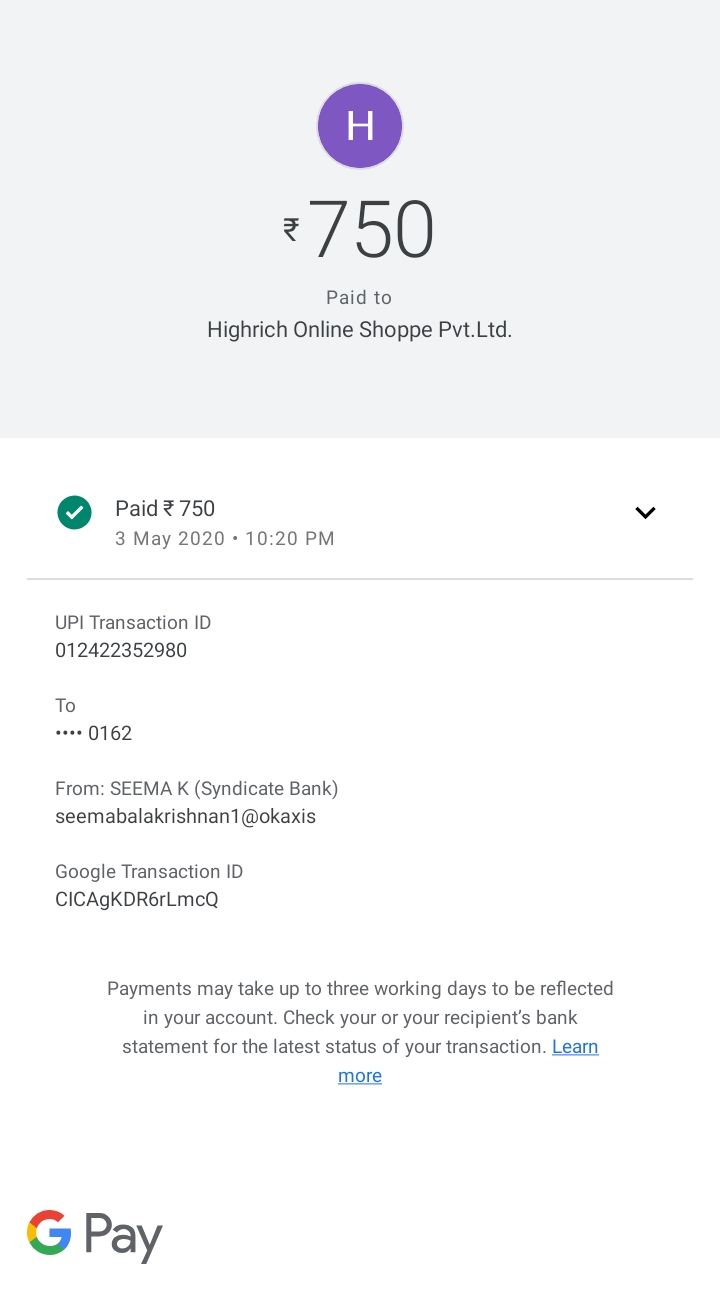 H
₹750
Paid to
Highrich Online Shoppe Pvt.Ltd.
Paid ₹ 750
3 May 2020 • 10:20 PM
UPI Transaction ID
012422352980
To
•••• 0162
From: SEEMA K (Syndicate Bank)
seemabalakrishnan1@okaxis
Google Transaction ID
CICAgKDR6rLmcQ
Payments may take up to three working days to be reflected
in your account. Check your or your recipient’s bank
statement for the latest status of your transaction. Learn
more
G Pay